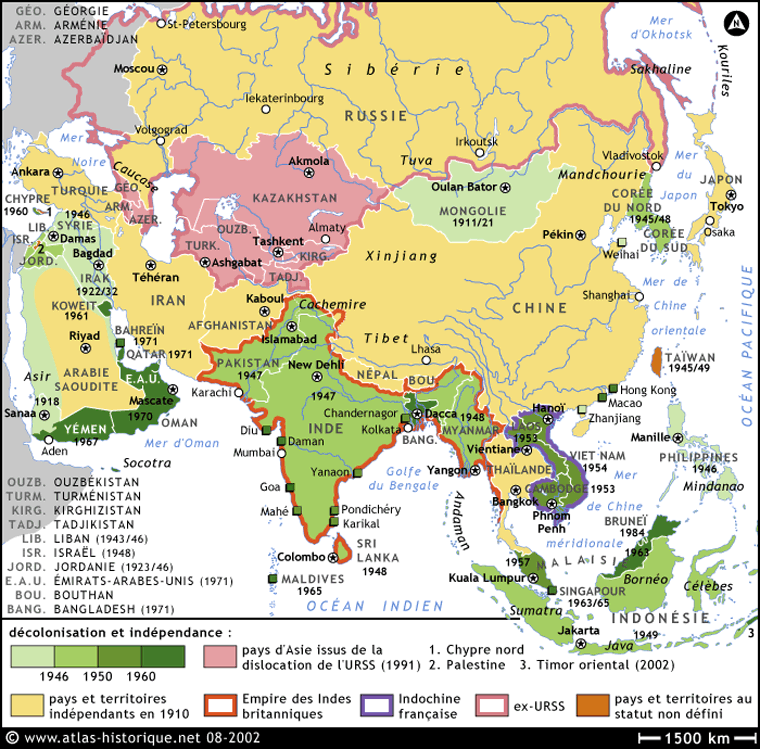 GÉO. GÉORGIE
ARM. ARMÉNIE
AZER. AZERBAÏDJAN
St-Petersbourg
Moscou
Iekaterinbourg
Volgograd
Sibérie
RUSSIE
Irkoutsk
Tuva
Mer
d'Okhotsk
Kouriles
Sakhaline
Vladivostok
Mandchourie
Mer
du
Japon
JAPON
Tokyo
Osaka
CORÉE
DU NORD
1945/48
CORÉE
DU SUD
Mer
Noire
Ankara
TURQUIE
Caucase
GÉO.
ARM.
AZER.
CHYPRE
1960
1
1946
LIB.
SYRIE
Damas
ISR.
2
JORD.
Bagdad
IRAK
1922/32
Akmola
KAZAKHSTAN
OUZB.
Almaty
Tashkent
TURK.
KIRG.
Ashgabat
TADJ.
Oulan Bator
MONGOLIE
1911/21
Xinjiang
Pékin
Weihai
Shanghai
CHINE
Mer de
Chine
orientale
OCÉAN PACIFIQUE
Téhéran
IRAN
KOWEIT
1961
Riyad
BAHREÏN
1971
QATAR 1971
ARABIE
SAOUDITE
E.A.U.
Mascate
1970
OMAN
Asir
1918
Sanaa
YÉMEN
1967
Aden
Mer d'Oman
Socotra
Kaboul
AFGHANISTAN
Cachemire
Islamabad
PAKISTAN
1947
New Dehli
1947
Karachi
Tibet
Lhasa
NÉPAL
BOU.
Chandernagor
Kolkata
Dacca
BANG.
INDE
1948
MYANMAR
Yangon
Diu
Daman
Mumbai
Yanaon
Goa
Mahé
Pondichéry
Karikal
Golfe
du Bengale
Andaman
Colombo
SRI
LANKA
1948
MALDIVES
1965
OCÉAN INDIEN
Hanoï
LAOS
1953
Vientiane
THAÏLANDE
VIET NAM
1954
CAMBODGE 1953
Bangkok
Phnom
Penh
Hong Kong
Macao
Zhanjiang
TAÏWAN
1945/49
Manille
PHILIPPINES
1946
Mindanao
Mer
de Chine
méridionale
BRUNEÏ
1984
1963
1957
MALAISIE
Kuala Lumpur
SINGAPOUR
1963/65
Sumatra
Bornéo
Célèbes
INDONÉSIE
1949
Jakarta
Java
3
OUZB. OUZBÉKISTAN
TURM. TURMÉNISTAN
KIRG. KIRGHIZISTAN
TADJ. TADJIKISTAN
LIB. LIBAN (1943/46)
ISR. ISRAËL (1948)
JORD. JORDANIE (1923/46)
E.A.U. ÉMIRATS-ARABES-UNIS (1971)
BOU. BOUTHAN
BANG. BANGLADESH (1971)
décolonisation et indépendance :
1946 1950 1960
pays d'Asie issus de la
dislocation de l'URSS (1991)
1. Chypre nord
2. Palestine 3. Timor oriental (2002)
pays et territoires
indépendants en 1910
Empire des Indes
britanniques
Indochine
française
ex-URSS
pays et territoires au
statut non défini
© www.atlas-historique.net 08-2002
1500 km